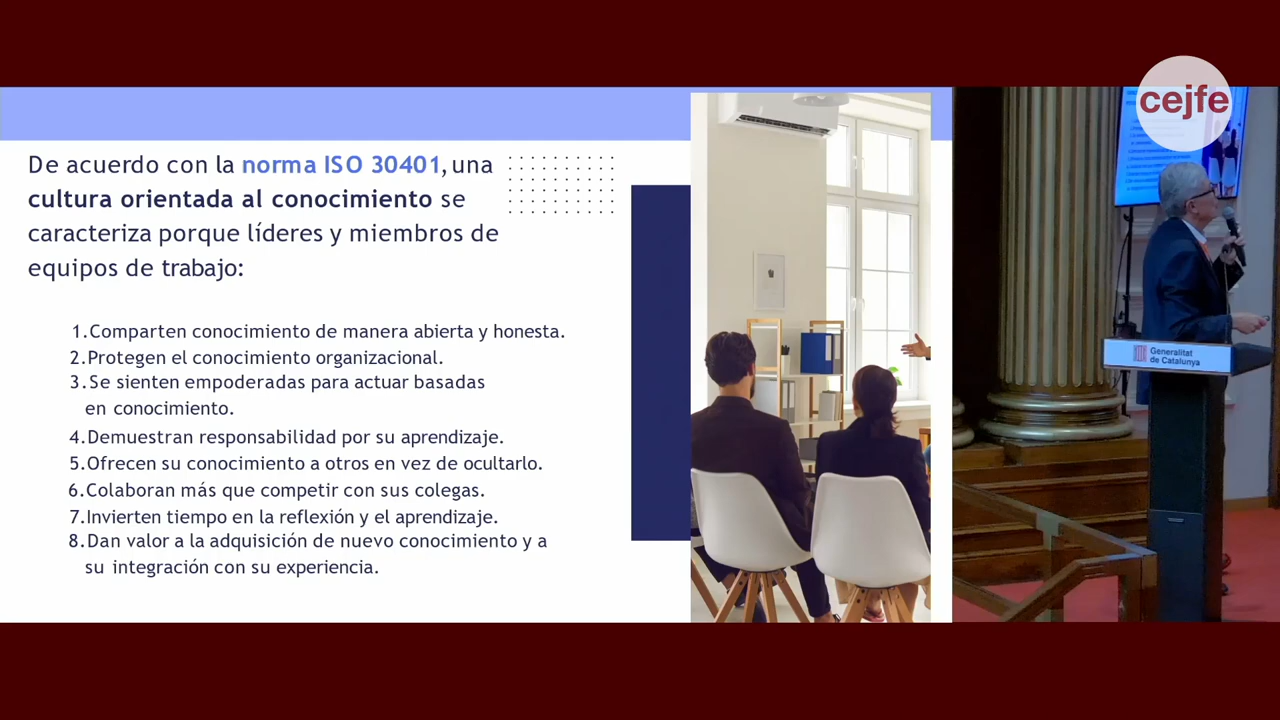 cejfe
De acuerdo con la norma ISO 30401, una
cultura orientada al conocimiento se
caracteriza porque líderes y miembros de
equipos de trabajo:
1.Comparten conocimiento de manera abierta y honesta.
2.Protegen el conocimiento organizacional.
3.Se sienten empoderadas para actuar basadas
en conocimiento.
4.Demuestran responsabilidad por su aprendizaje.
5.Ofrecen su conocimiento a otros en vez de ocultarlo.
6.Colaboran más que competir con sus colegas.
7.Invierten tiempo en la reflexión y el aprendizaje.
8.Dan valor a la adquisición de nuevo conocimiento y a
su integración con su experiencia.
Generalitat
de Catalunya